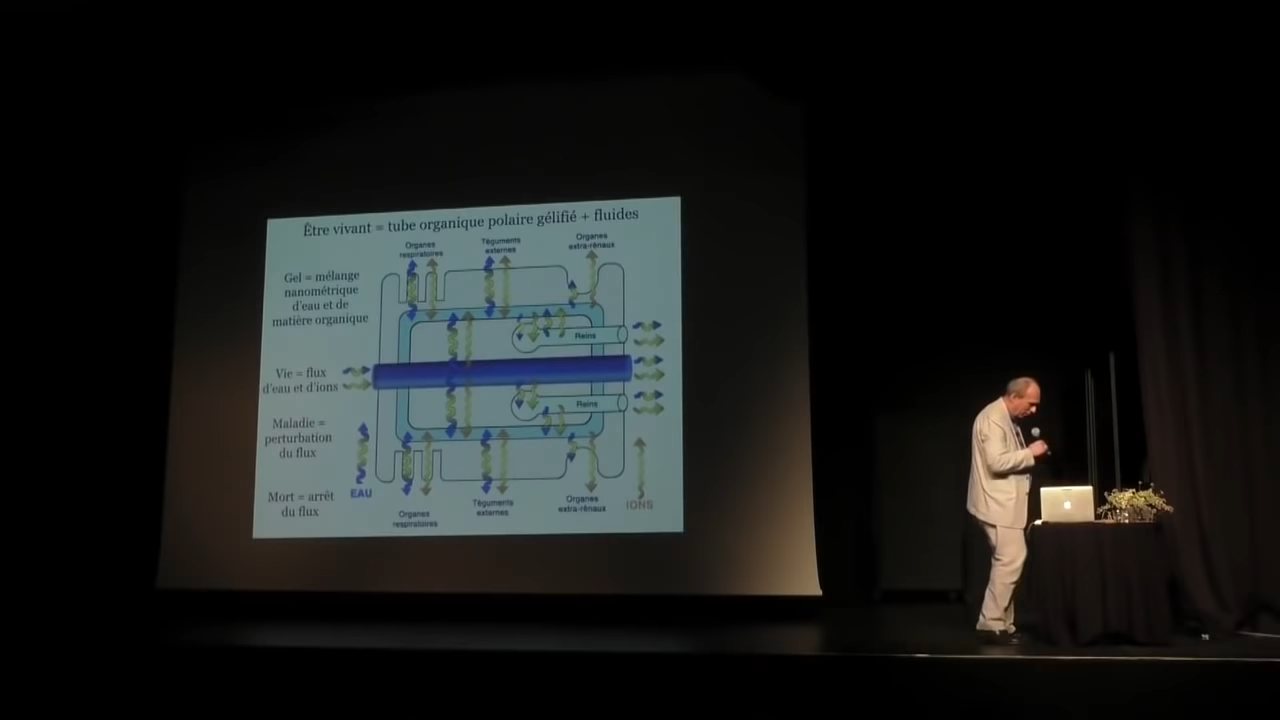 Être vivant = tube organique polaire gélifié + fluides
Organes
respiratoires
Téguments
externes
Organes
extra-rénaux
Gel = mélange
nanométrique
d'eau et de
matière organique
Reins
Vie = flux
d'eau et d'ions
Reins
Maladie =
perturbation
du flux
Mort = arrêt
du flux
EAU
Organes
respiratoires
Téguments
externes
Organes
extra-rénaux
IONS